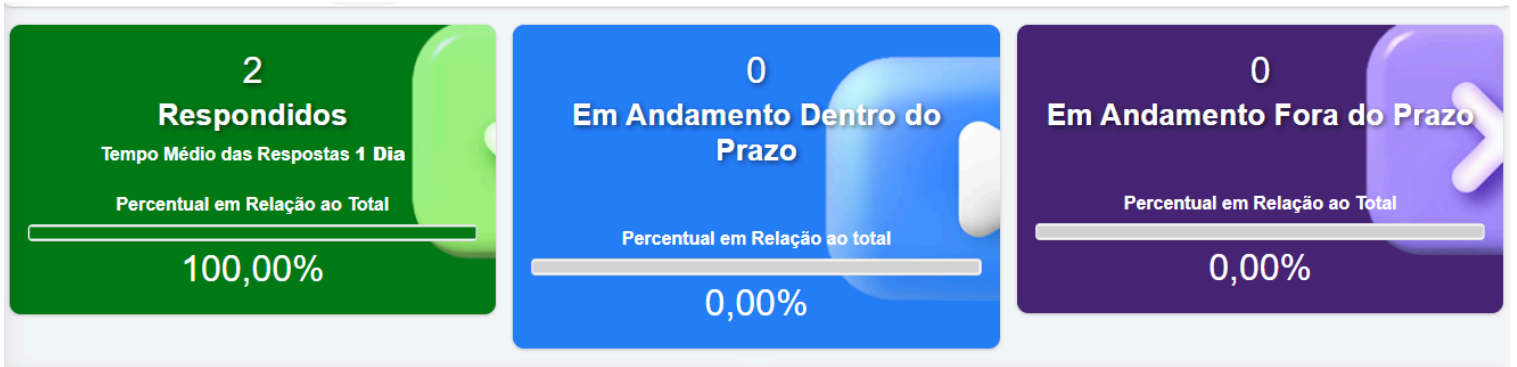 2
Respondidos
Tempo Médio das Respostas 1 Dia
Percentual em Relação ao Total
100,00%
0
Em Andamento Dentro do
Prazo
Percentual em Relação ao total
0,00%
0
Em Andamento Fora do Prazo
Percentual em Relação ao Total
0,00%